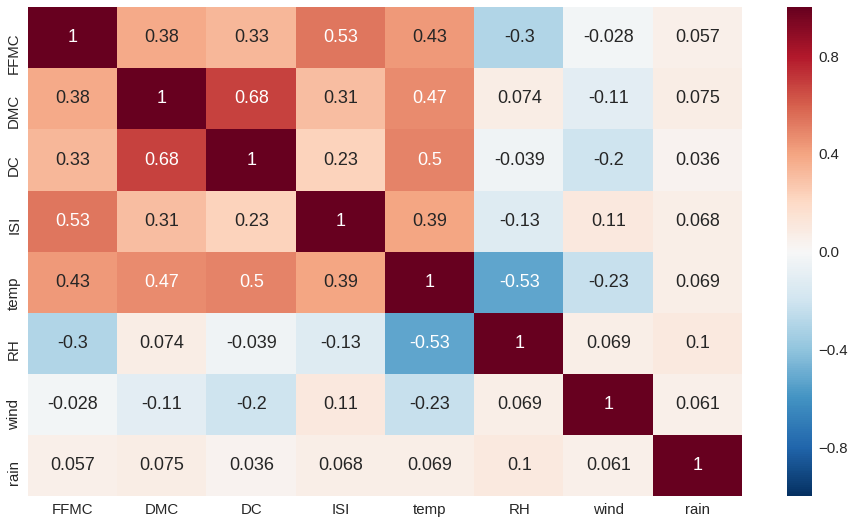 FFMC 1 0.38 0.33 0.53 0.43 -0.3 -0.028 0.057
DMC 0.38 1 0.68 0.31 0.47 0.074 -0.11 0.075
DC 0.33 0.68 1 0.23 0.5 -0.039 -0.2 0.036
ISI 0.53 0.31 0.23 1 0.39 -0.13 0.11 0.068
temp 0.43 0.47 0.5 0.39 1 -0.53 -0.23 0.069
RH -0.3 0.074 -0.039 -0.13 -0.53 1 0.069 0.1
wind -0.028 -0.11 -0.2 0.11 -0.23 0.069 1 0.061
rain 0.057 0.075 0.036 0.068 0.069 0.1 0.061 1
FFMC DMC DC ISI temp RH wind rain
0.8
0.4
0.0
−0.4
−0.8